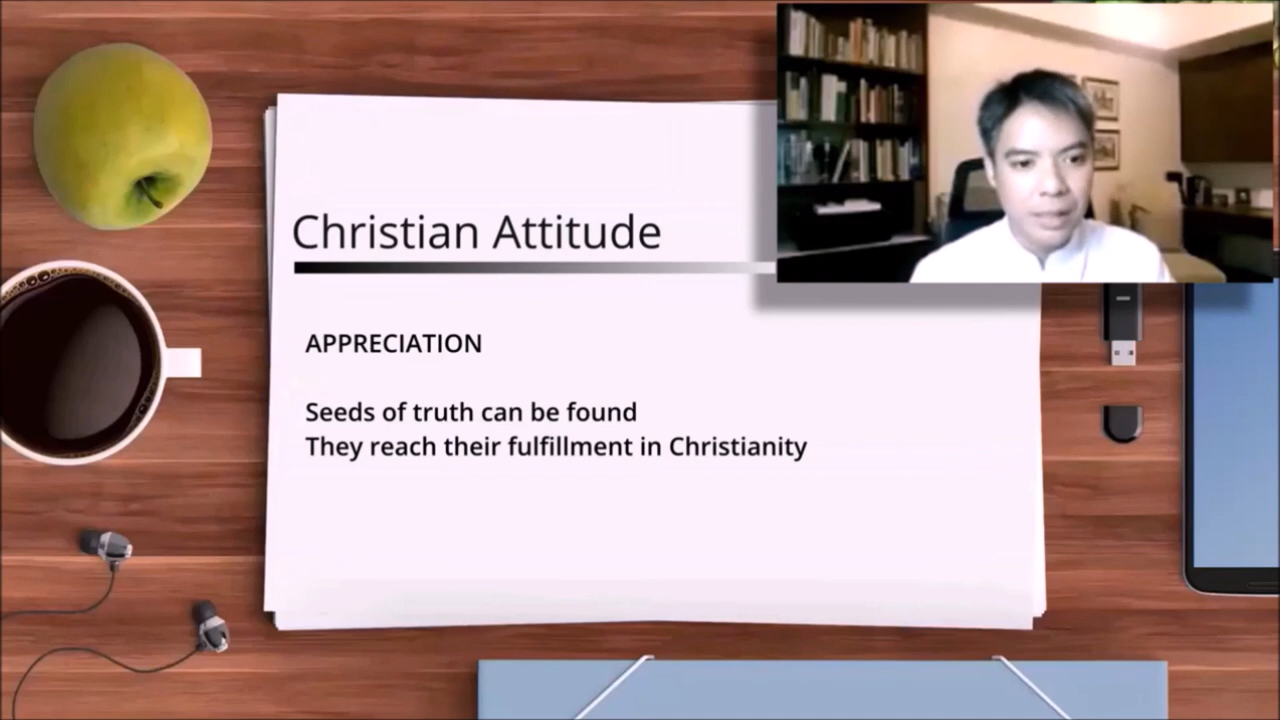 Christian Attitude
APPRECIATION
Seeds of truth can be found
They reach their fulfillment in Christianity